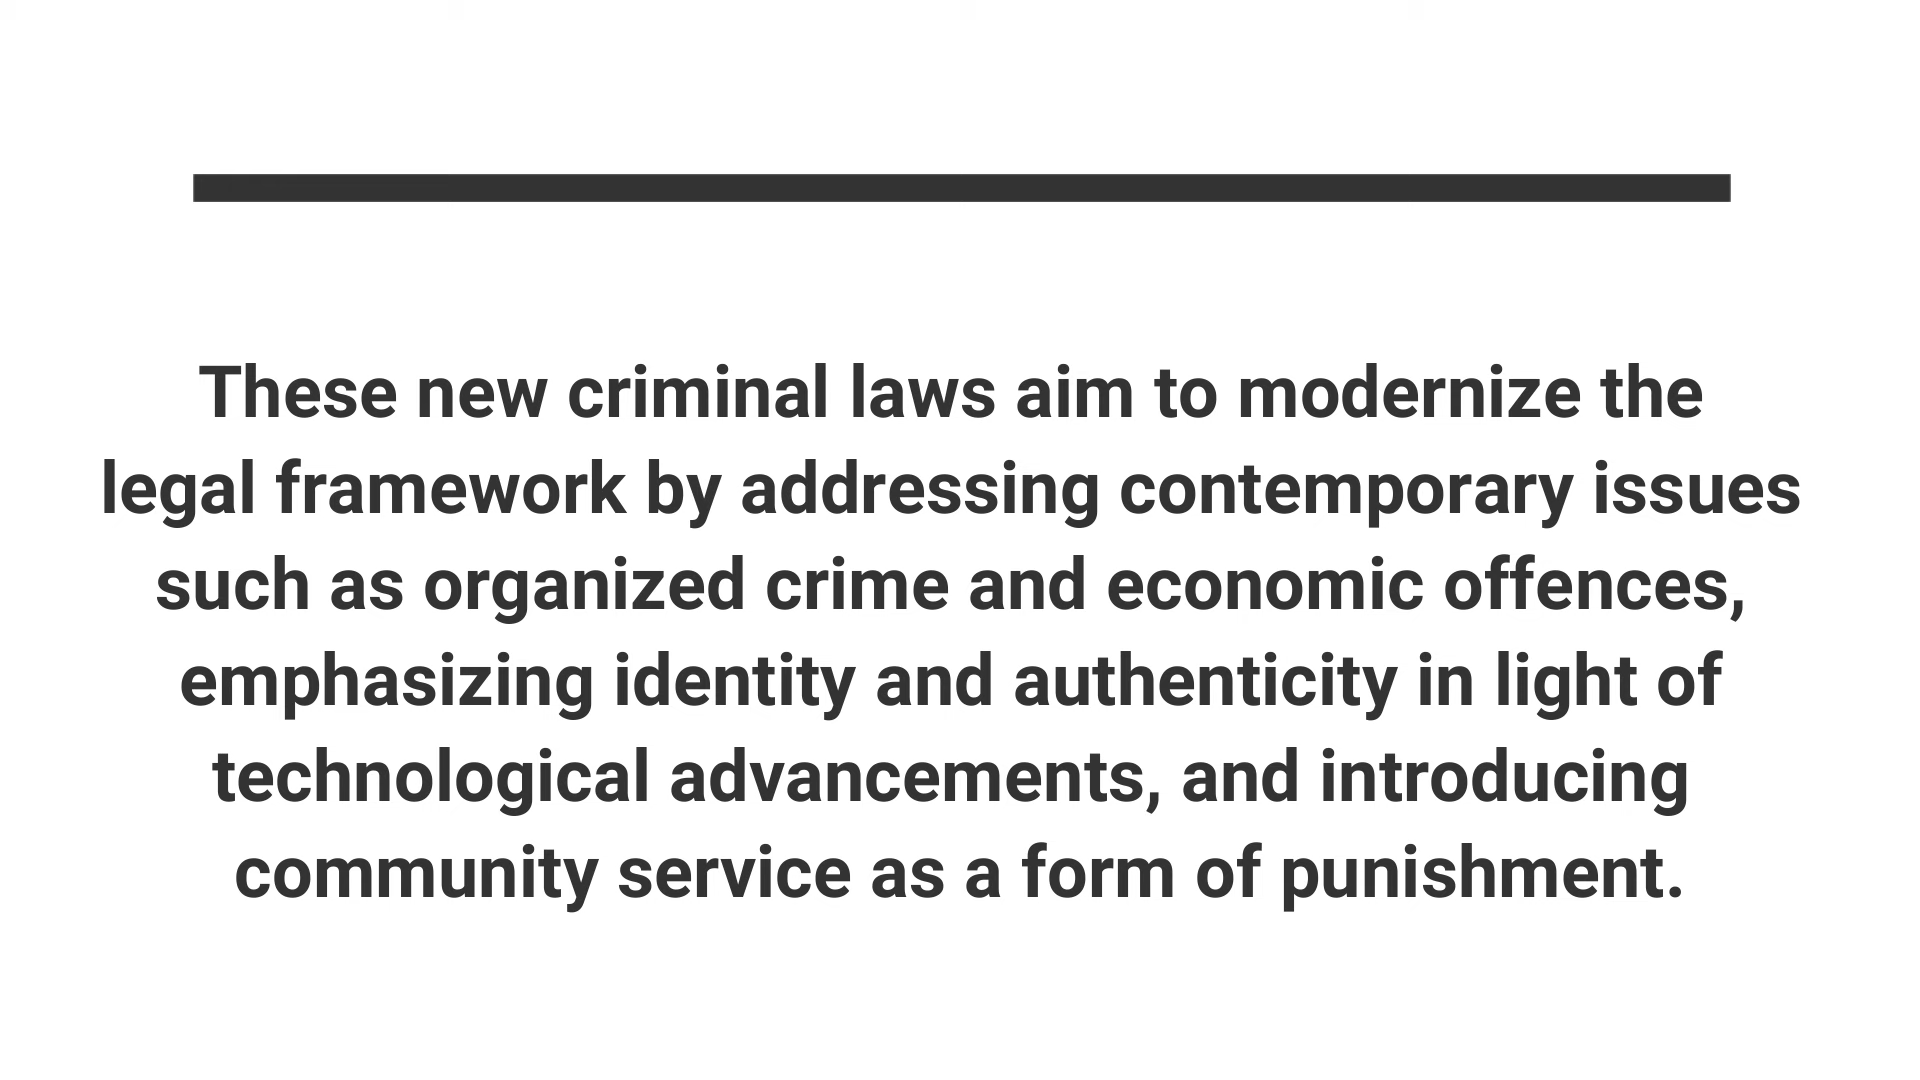 These new criminal laws aim to modernize the
legal framework by addressing contemporary issues
such as organized crime and economic offences,
emphasizing identity and authenticity in light of
technological advancements, and introducing
community service as a form of punishment.